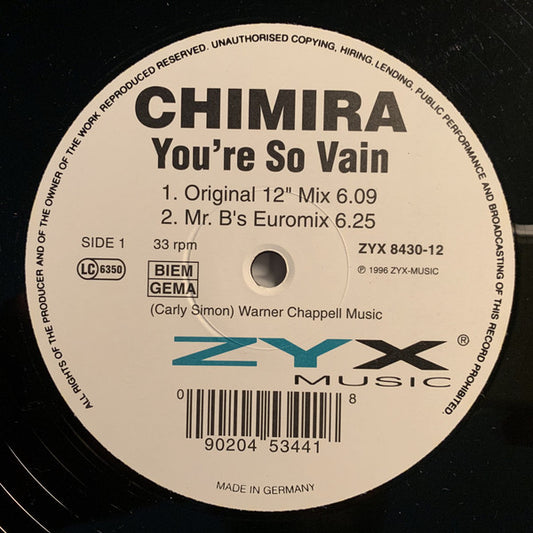 ALL RIGHTS OF THE PRODUCER AND OF THE OWNER OF THE WORK REPRODUCED RESERVED. UNAUTHORISED COPYING, HIRING, LENDING, PUBLIC PERFORMANCE AND BROADCASTING OF THIS RECORD PROHIBITED.
CHIMIRA
You're So Vain
1. Original 12" Mix 6.09
2. Mr. B's Euromix 6.25
SIDE 1 33 rpm ZYX 8430-12
LC 6350 BIEM ℗ 1996 ZYX-MUSIC
GEMA
(Carly Simon) Warner Chappell Music
ZYX ®
MUSIC
0 90204 53441 8
MADE IN GERMANY